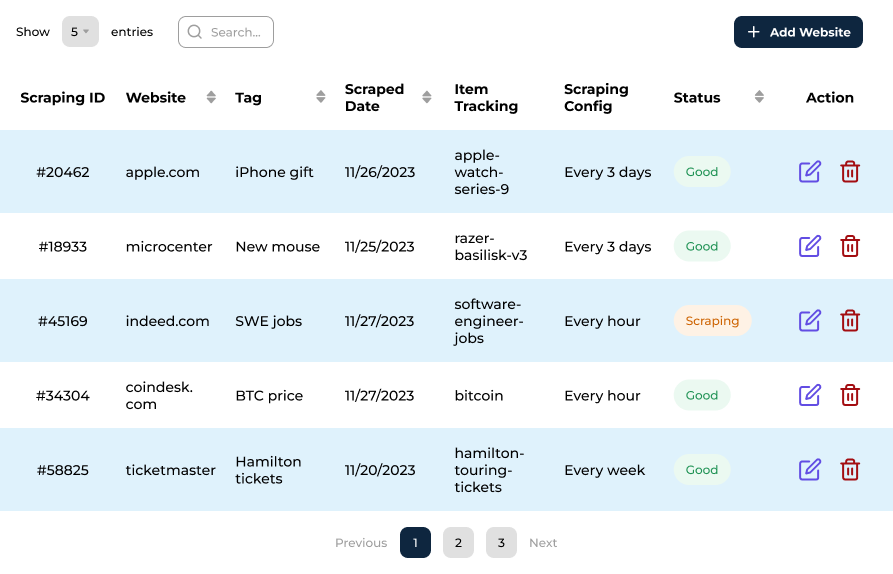 Show 5 entries Search... Add Website
Scraping ID Website Tag Scraped Date Item Tracking Scraping Config Status Action
#20462 apple.com iPhone gift 11/26/2023 apple-watch-series-9 Every 3 days Good
#18933 microcenter New mouse 11/25/2023 razer-basilisk-v3 Every 3 days Good
#45169 indeed.com SWE jobs 11/27/2023 software-engineer-jobs Every hour Scraping
#34304 coindesk.com BTC price 11/27/2023 bitcoin Every hour Good
#58825 ticketmaster Hamilton tickets 11/20/2023 hamilton-touring-tickets Every week Good
Previous 1 2 3 Next